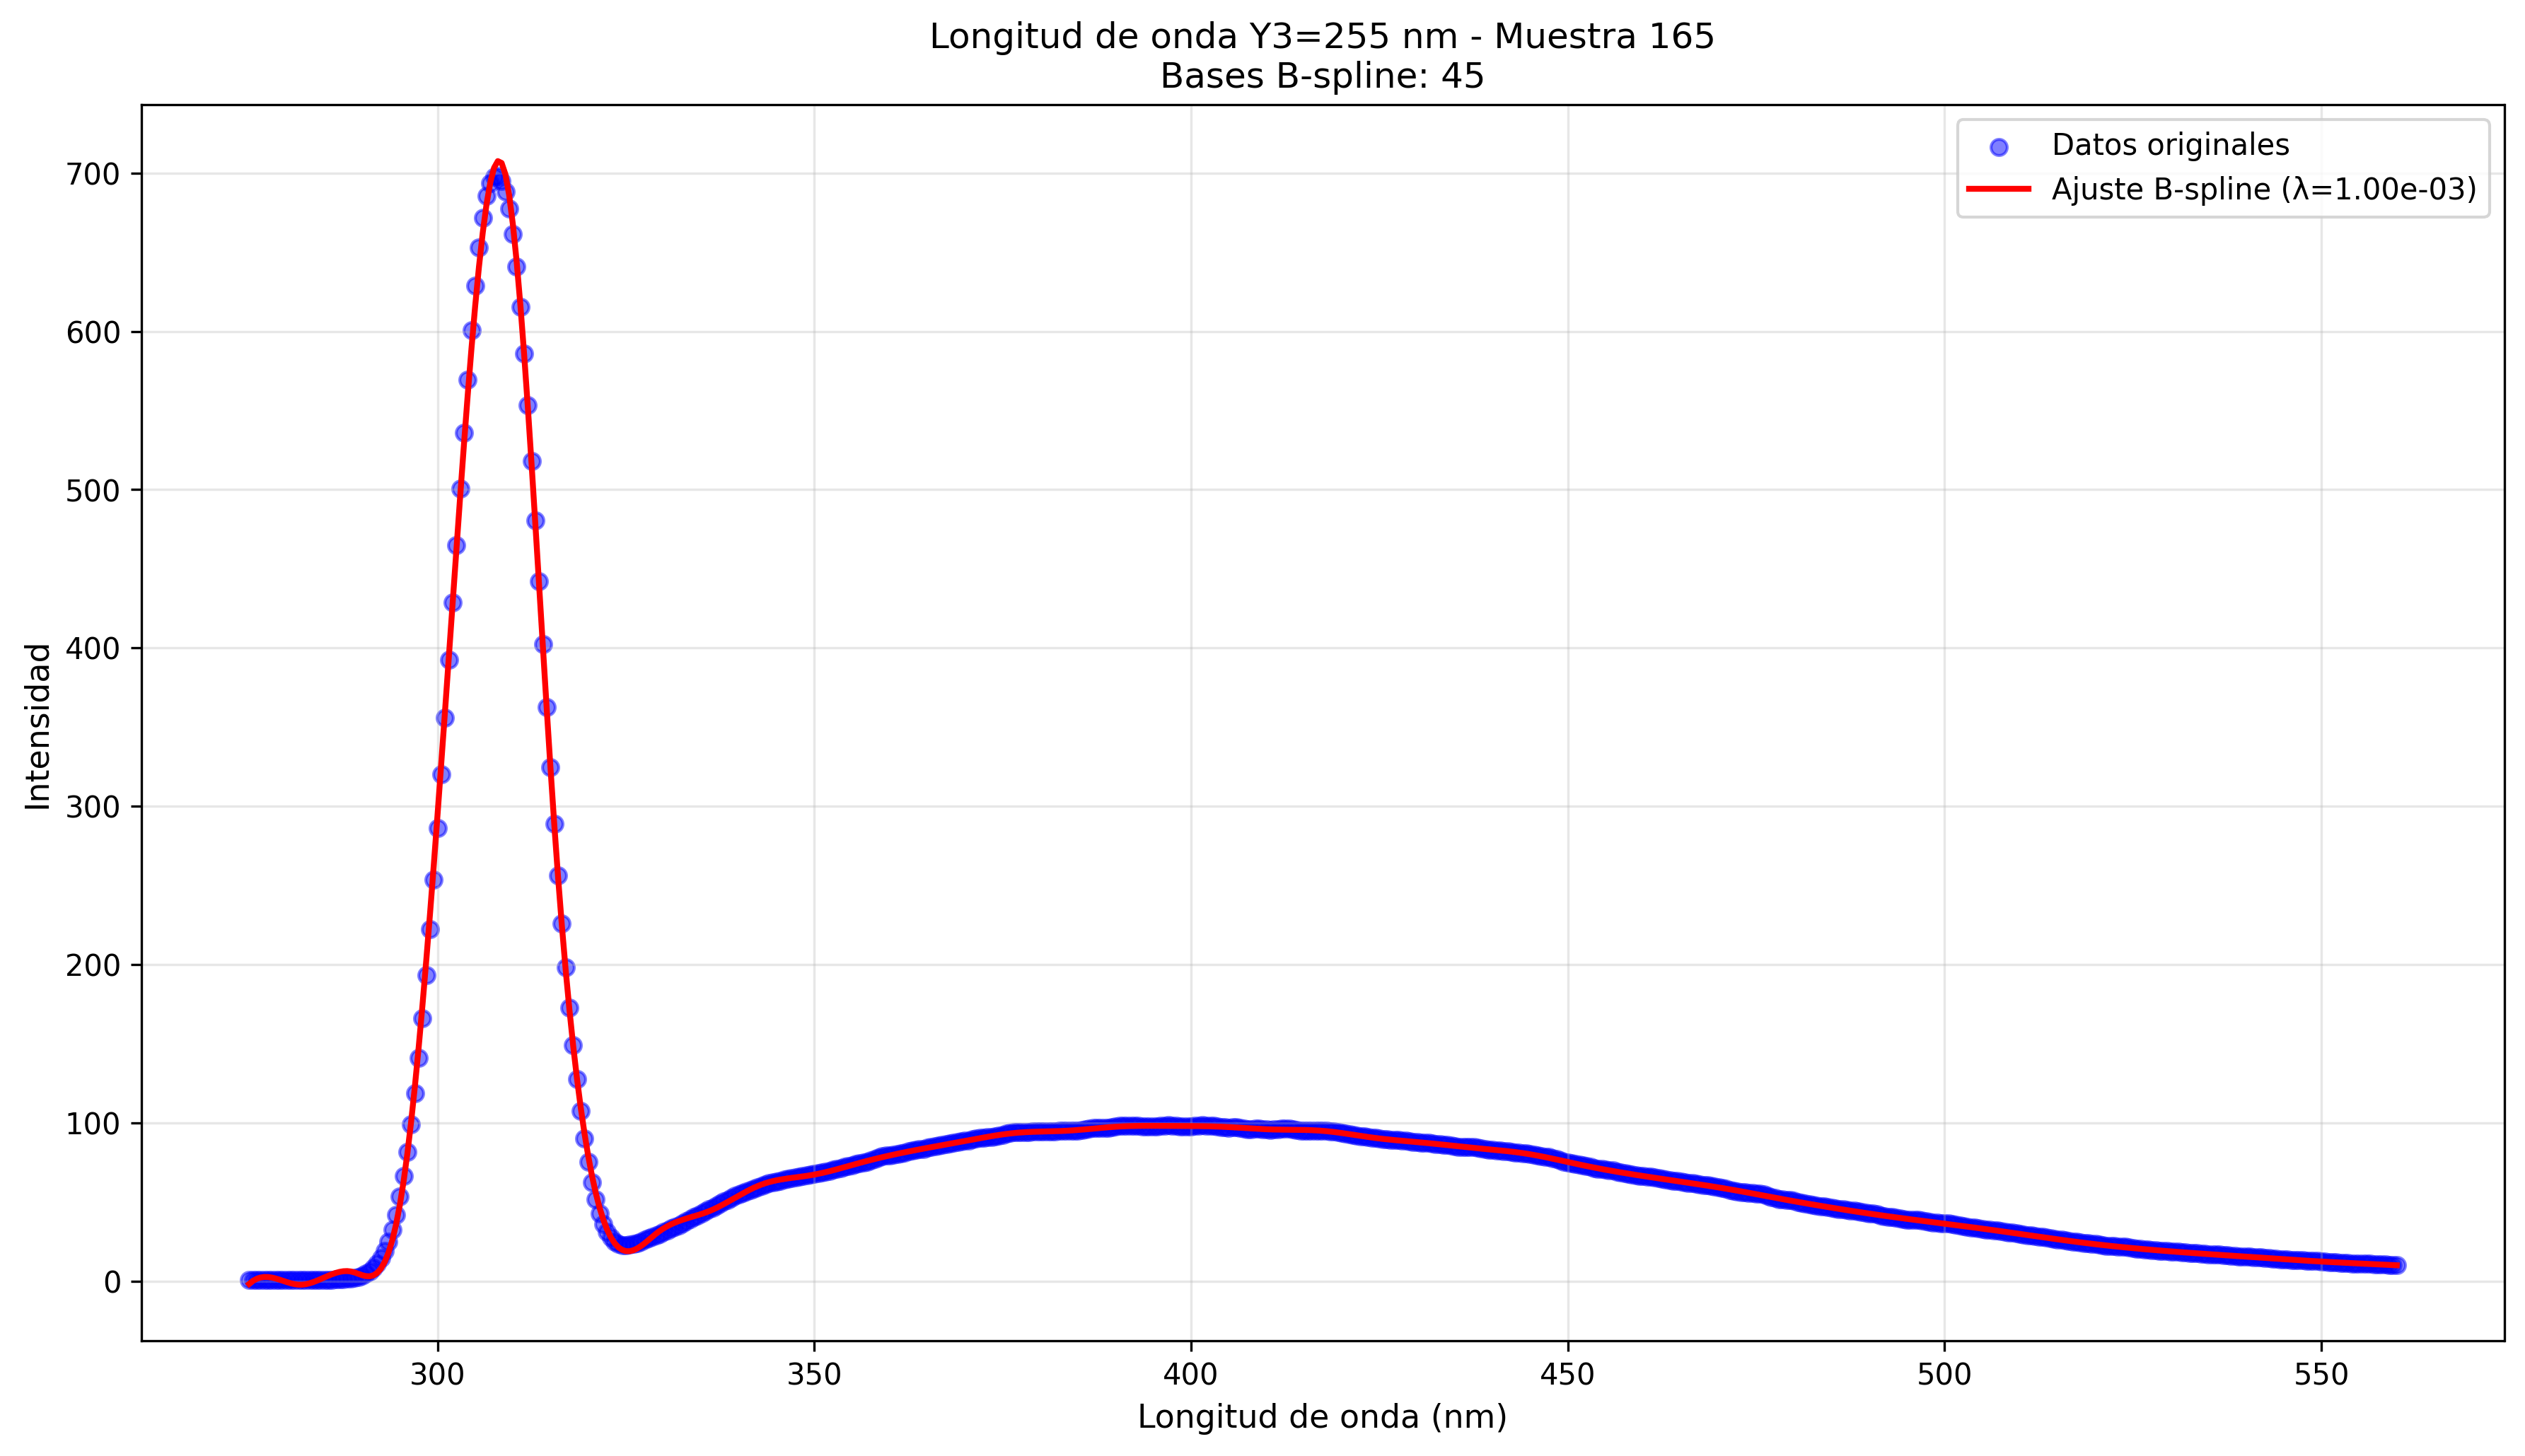 Longitud de onda Y3=255 nm - Muestra 165
Bases B-spline: 45
Datos originales
Ajuste B-spline (λ=1.00e-03)
Intensidad
700
600
500
400
300
200
100
0
300
350
400
450
500
550
Longitud de onda (nm)